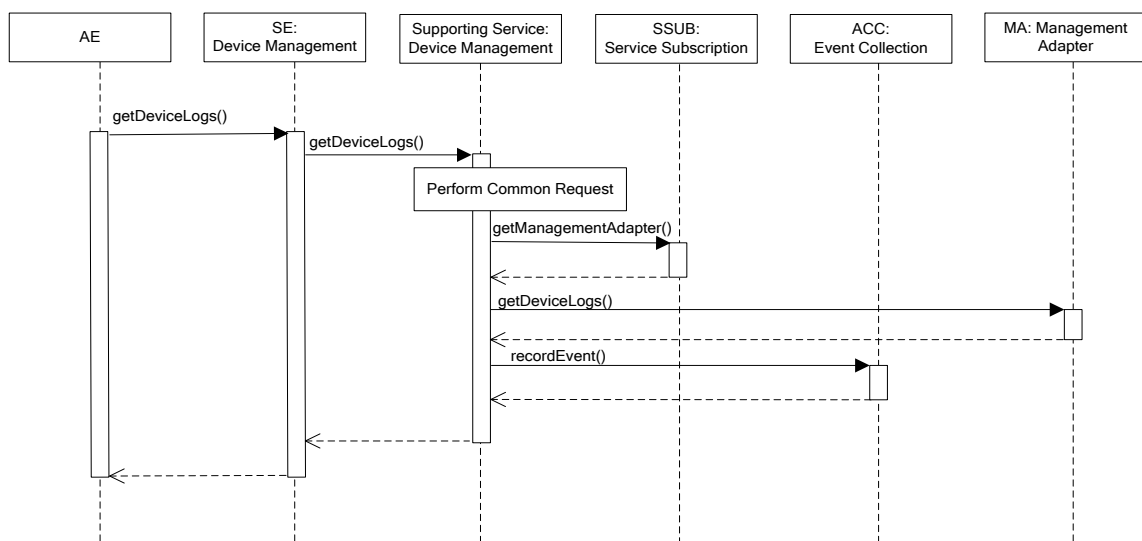 AE
SE:
Device Management
Supporting Service:
Device Management
SSUB:
Service Subscription
ACC:
Event Collection
MA: Management
Adapter
getDeviceLogs()
getDeviceLogs()
Perform Common Request
getManagementAdapter()
getDeviceLogs()
recordEvent()